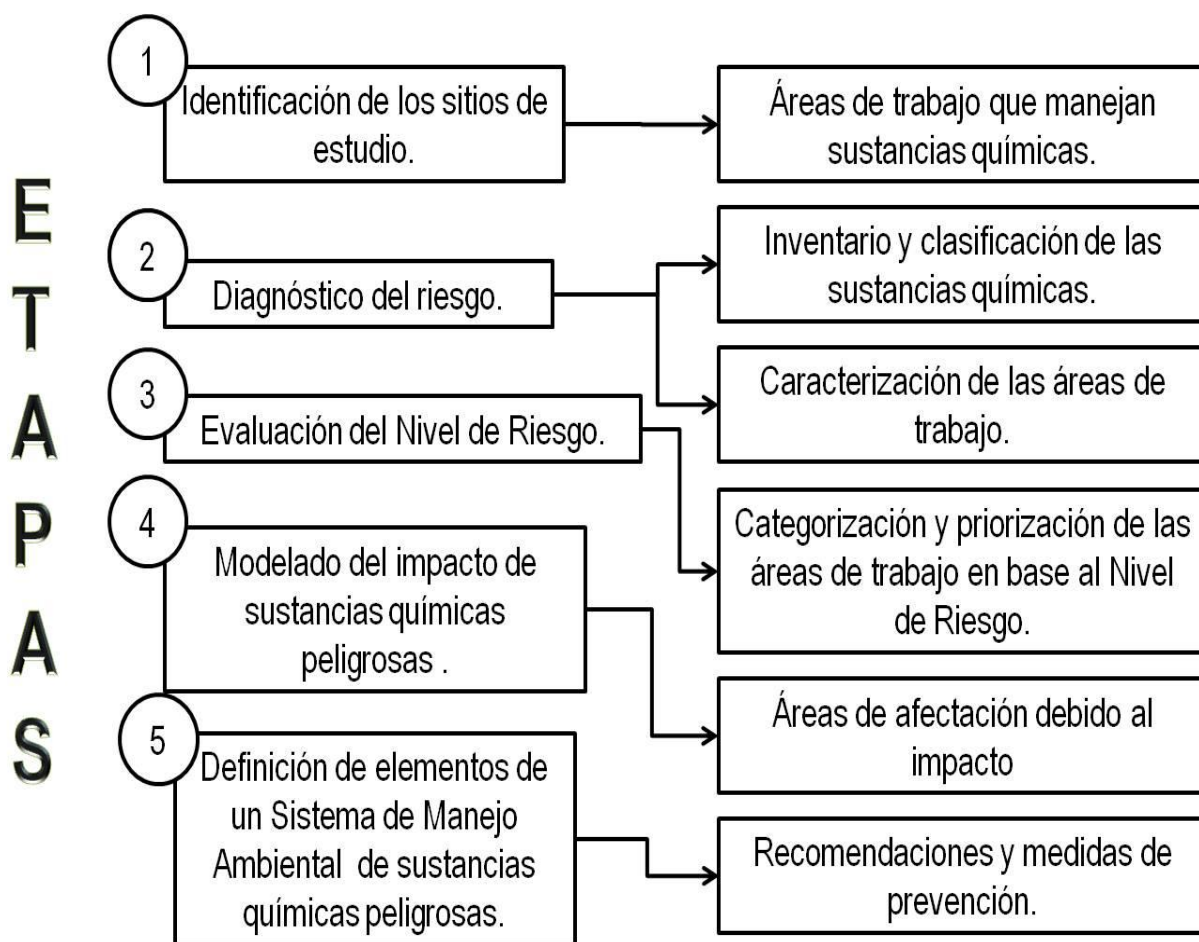 ETAPAS
1
Identificación de los sitios de
estudio.
Áreas de trabajo que manejan
sustancias químicas.
2
Diagnóstico del riesgo.
Inventario y clasificación de las
sustancias químicas.
Caracterización de las áreas de
trabajo.
3
Evaluación del Nivel de Riesgo.
Categorización y priorización de las
áreas de trabajo en base al Nivel
de Riesgo.
4
Modelado del impacto de
sustancias químicas
peligrosas .
Áreas de afectación debido al
impacto
5
Definición de elementos de
un Sistema de Manejo
Ambiental de sustancias
químicas peligrosas.
Recomendaciones y medidas de
prevención.